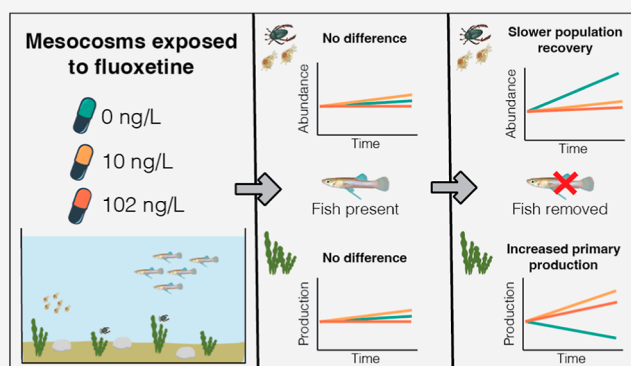 Mesocosms exposed
to fluoxetine
0 ng/L
10 ng/L
102 ng/L
No difference
Abundance
Time
Fish present
No difference
Production
Time
Slower population
recovery
Abundance
Time
Fish removed
Increased primary
production
Production
Time